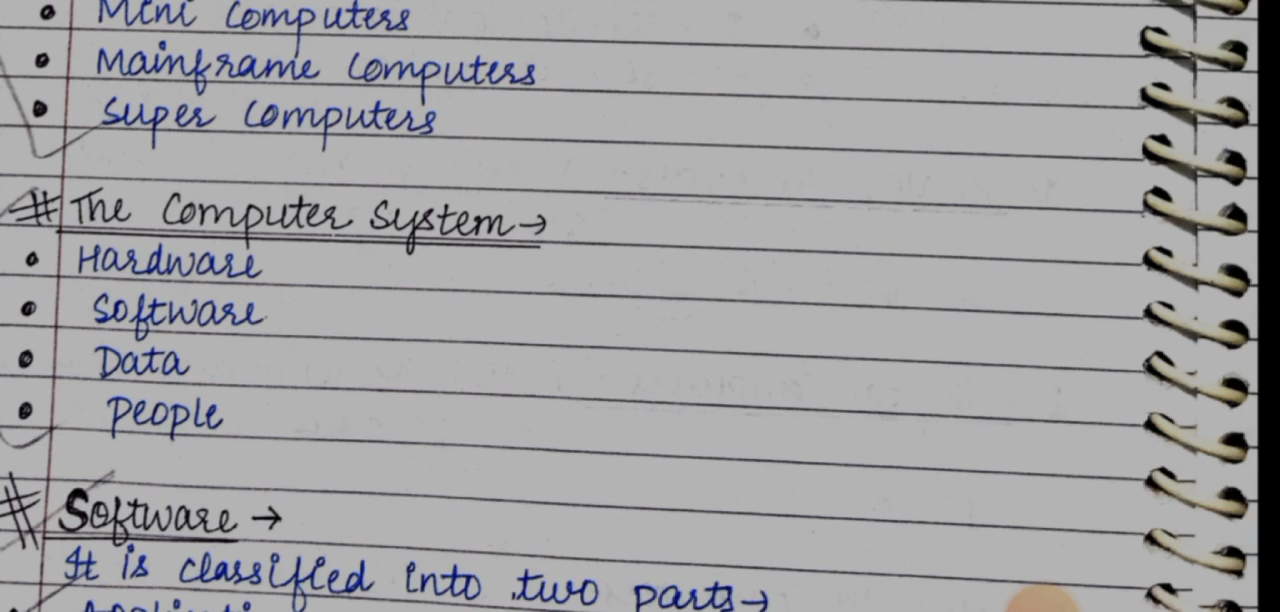 • Mini Computers
• Mainframe Computers
• Super Computers
# The Computer System →
• Hardware
• Software
• Data
• People
# Software →
It is classified into two parts →